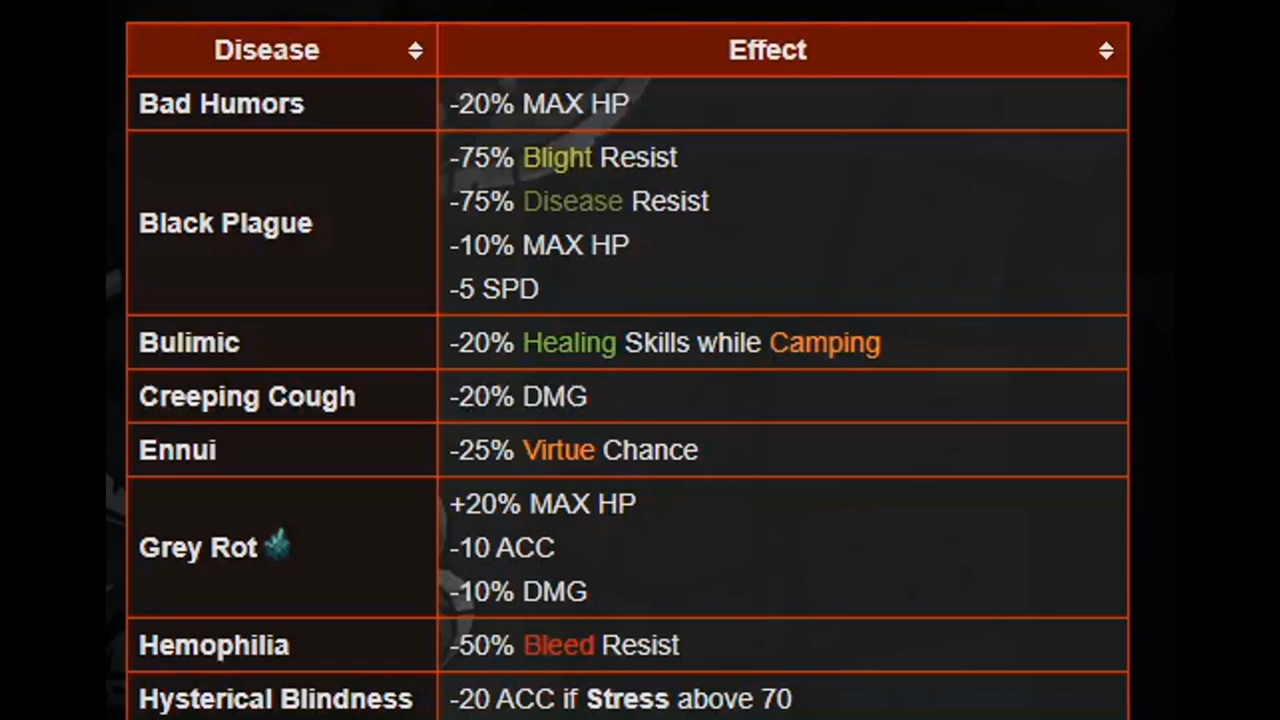 Disease Effect
Bad Humors -20% MAX HP
Black Plague -75% Blight Resist
-75% Disease Resist
-10% MAX HP
-5 SPD
Bulimic -20% Healing Skills while Camping
Creeping Cough -20% DMG
Ennui -25% Virtue Chance
Grey Rot +20% MAX HP
-10 ACC
-10% DMG
Hemophilia -50% Bleed Resist
Hysterical Blindness -20 ACC if Stress above 70